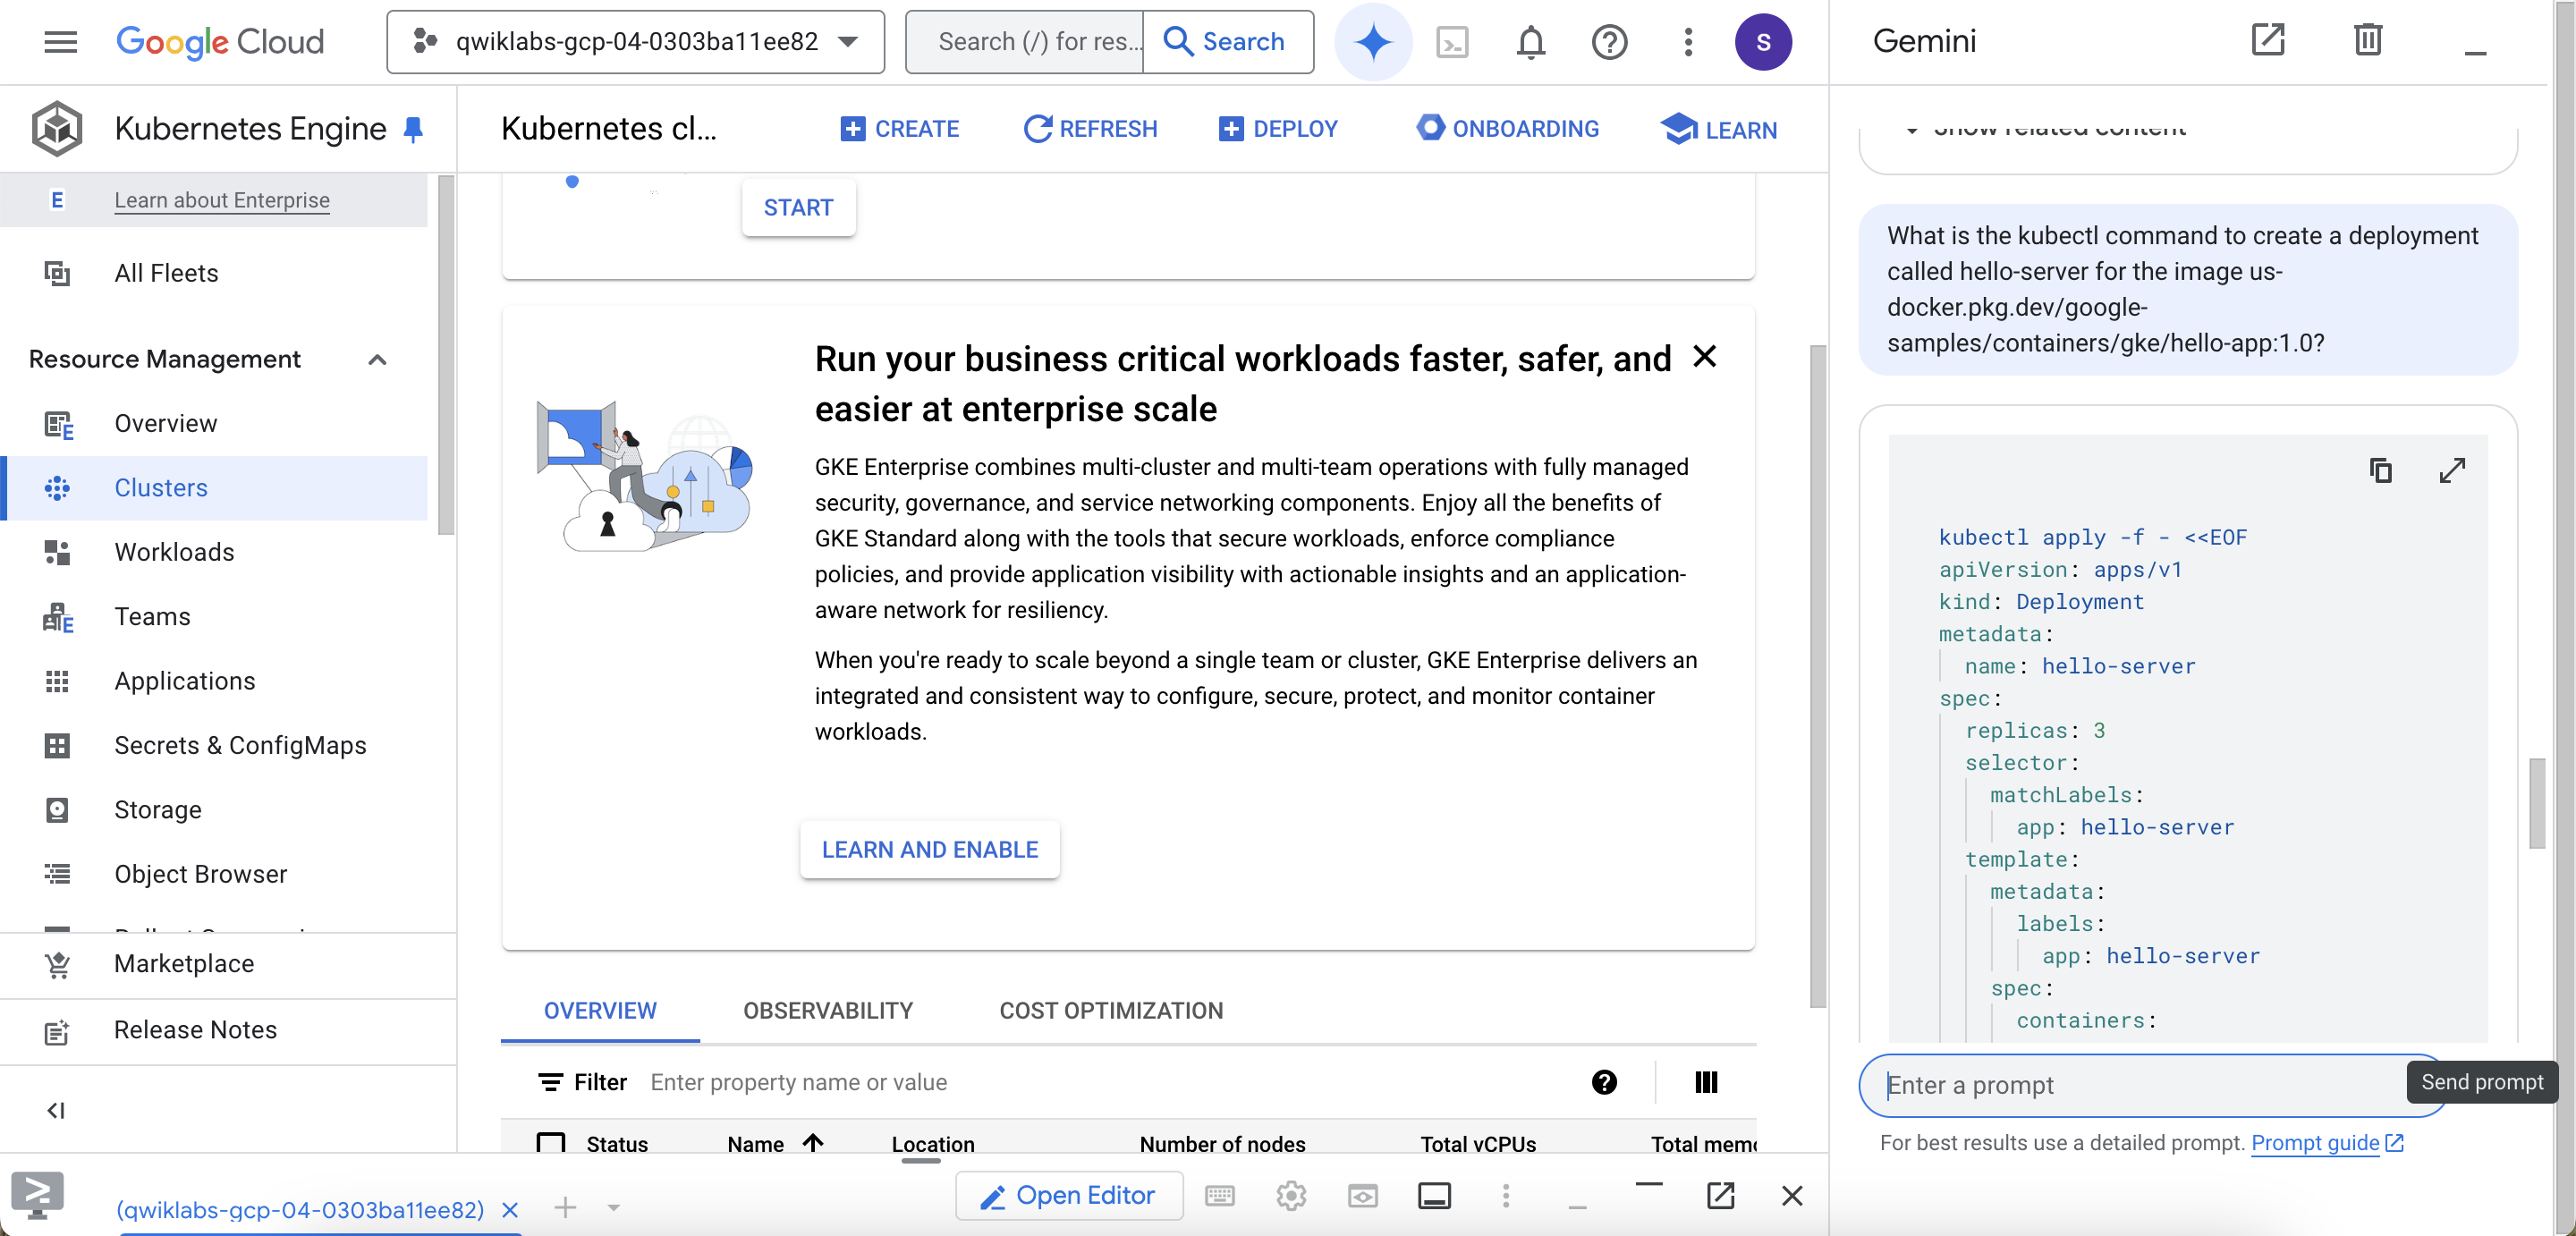 Google Cloud
qwiklabs-gcp-04-0303ba11ee82
Search (/) for res...
Search
S
Gemini
Kubernetes Engine
Kubernetes cl...
CREATE
REFRESH
DEPLOY
ONBOARDING
LEARN
E Learn about Enterprise
All Fleets
Resource Management
Overview
Clusters
Workloads
Teams
Applications
Secrets & ConfigMaps
Storage
Object Browser
Marketplace
Release Notes
START
Run your business critical workloads faster, safer, and
easier at enterprise scale
GKE Enterprise combines multi-cluster and multi-team operations with fully managed
security, governance, and service networking components. Enjoy all the benefits of
GKE Standard along with the tools that secure workloads, enforce compliance
policies, and provide application visibility with actionable insights and an application-
aware network for resiliency.
When you're ready to scale beyond a single team or cluster, GKE Enterprise delivers an
integrated and consistent way to configure, secure, protect, and monitor container
workloads.
LEARN AND ENABLE
OVERVIEW
OBSERVABILITY
COST OPTIMIZATION
Filter Enter property name or value
Status Name Location Number of nodes Total vCPUs Total memo
(qwiklabs-gcp-04-0303ba11ee82)
Open Editor
Show related content
What is the kubectl command to create a deployment
called hello-server for the image us-
docker.pkg.dev/google-
samples/containers/gke/hello-app:1.0?
kubectl apply -f - <<EOF
apiVersion: apps/v1
kind: Deployment
metadata:
name: hello-server
spec:
replicas: 3
selector:
matchLabels:
app: hello-server
template:
metadata:
labels:
app: hello-server
spec:
containers:
Enter a prompt
Send prompt
For best results use a detailed prompt. Prompt guide